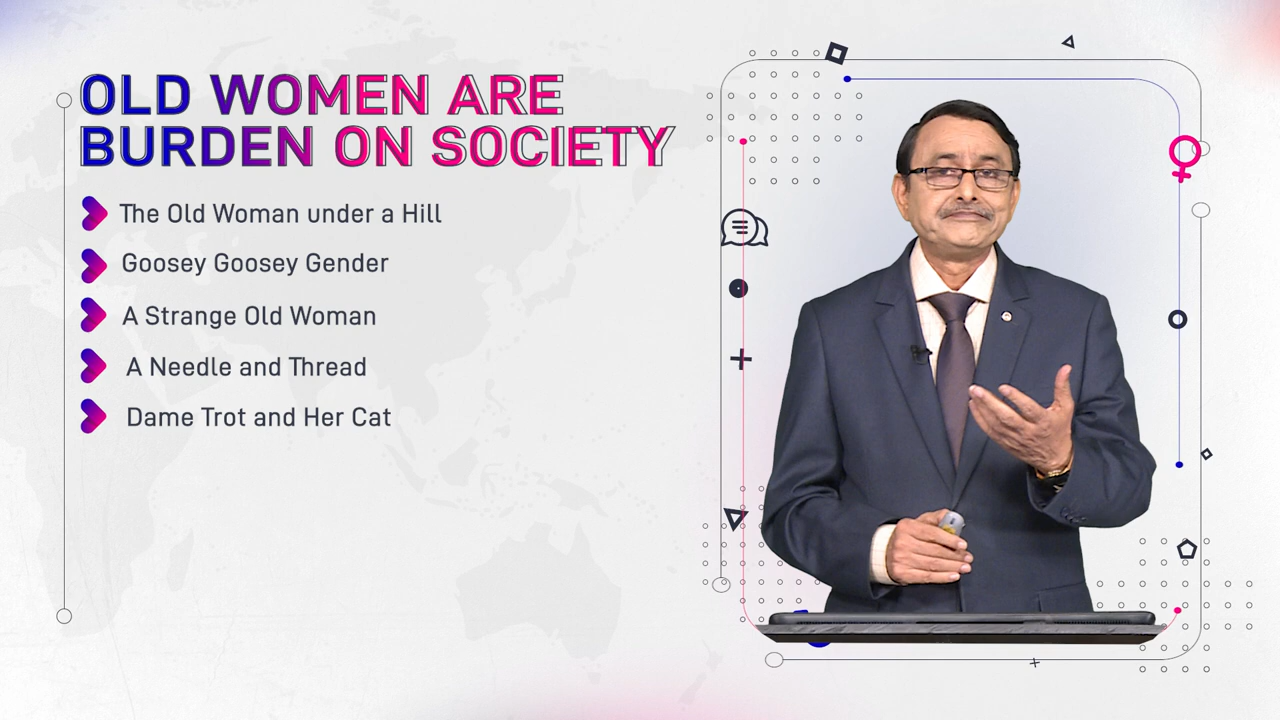 OLD WOMEN ARE
BURDEN ON SOCIETY
The Old Woman under a Hill
Goosey Goosey Gender
A Strange Old Woman
A Needle and Thread
Dame Trot and Her Cat